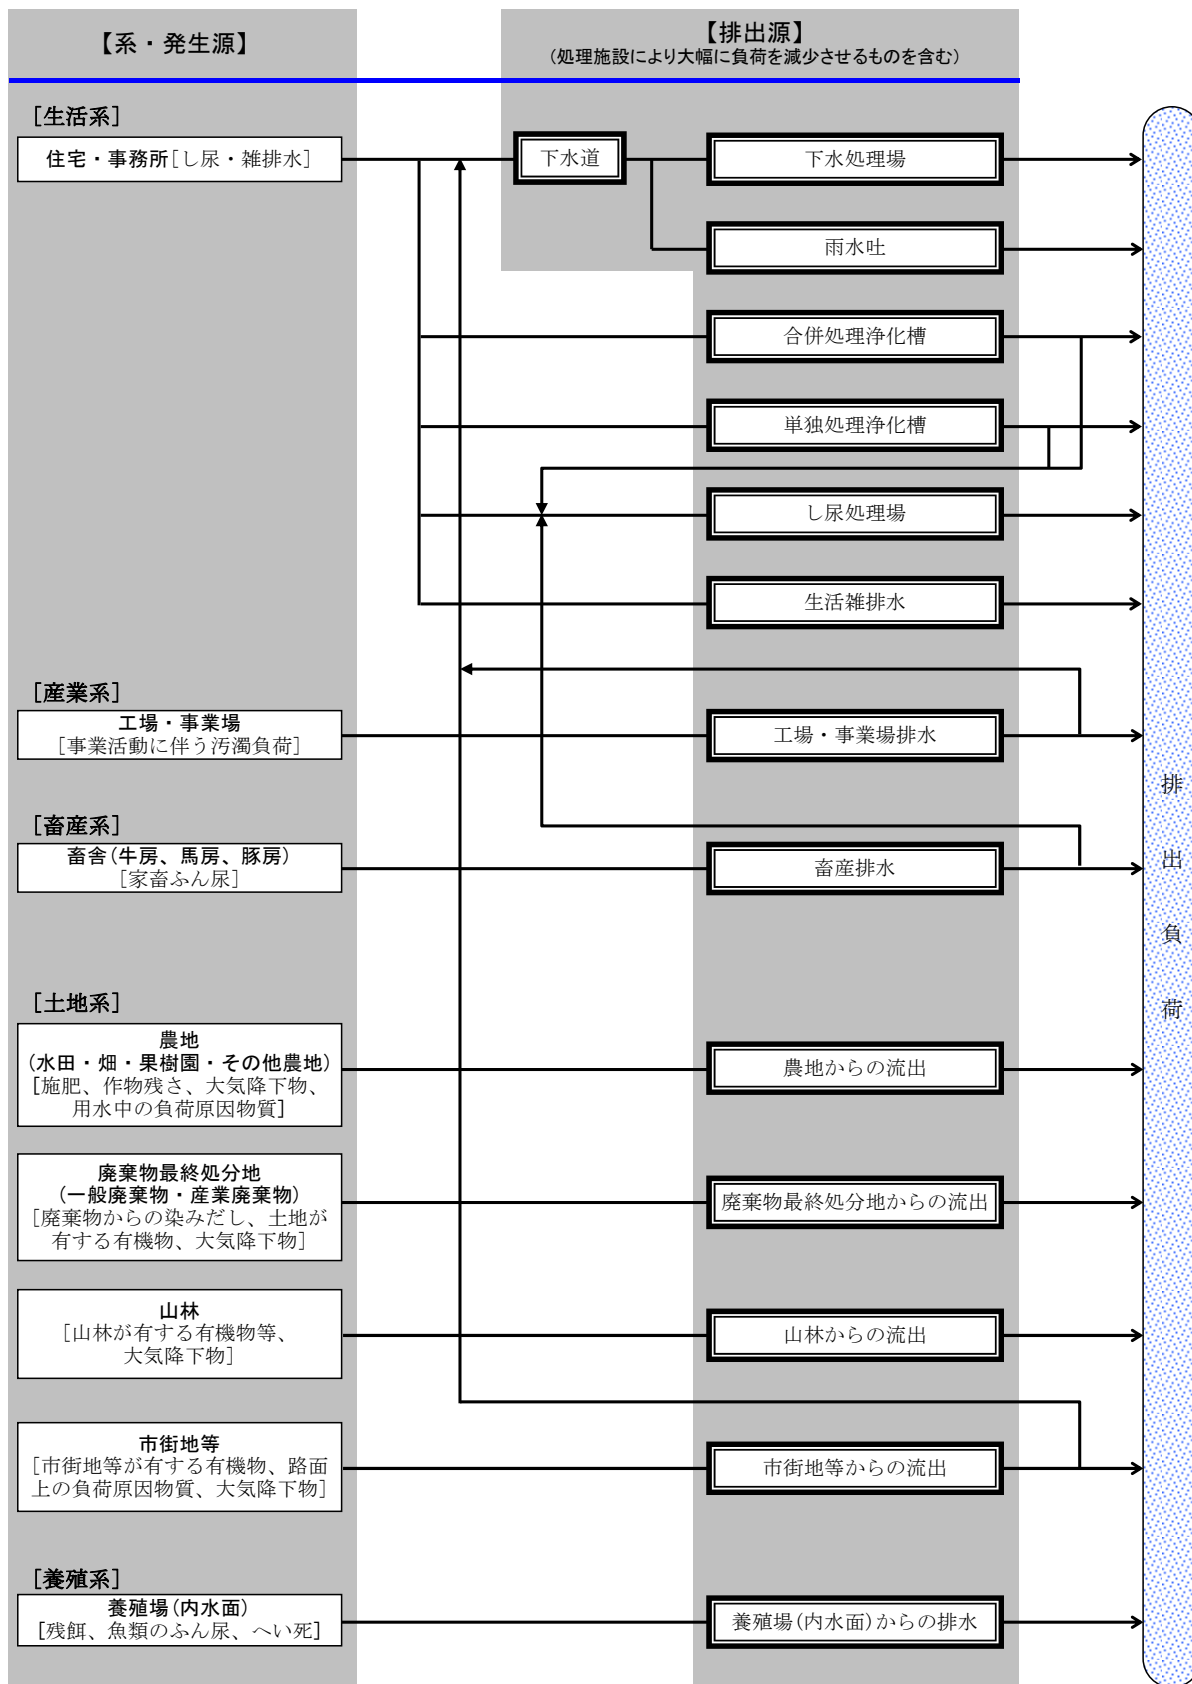 【系・発生源】
【排出源】
(処理施設により大幅に負荷を減少させるものを含む)
[生活系]
住宅・事務所[し尿・雑排水]
下水道
下水処理場
雨水吐
合併処理浄化槽
単独処理浄化槽
し尿処理場
生活雑排水
[産業系]
工場・事業場
[事業活動に伴う汚濁負荷]
工場・事業場排水
[畜産系]
畜舎(牛房、馬房、豚房)
[家畜ふん尿]
畜産排水
[土地系]
農地
(水田・畑・果樹園・その他農地)
[施肥、作物残さ、大気降下物、
用水中の負荷原因物質]
農地からの流出
廃棄物最終処分地
(一般廃棄物・産業廃棄物)
[廃棄物からの染みだし、土地が
有する有機物、大気降下物]
廃棄物最終処分地からの流出
山林
[山林が有する有機物等、
大気降下物]
山林からの流出
市街地等
[市街地等が有する有機物、路面
上の負荷原因物質、大気降下物]
市街地等からの流出
[養殖系]
養殖場(内水面)
[残餌、魚類のふん尿、へい死]
養殖場(内水面)からの排水
排出負荷